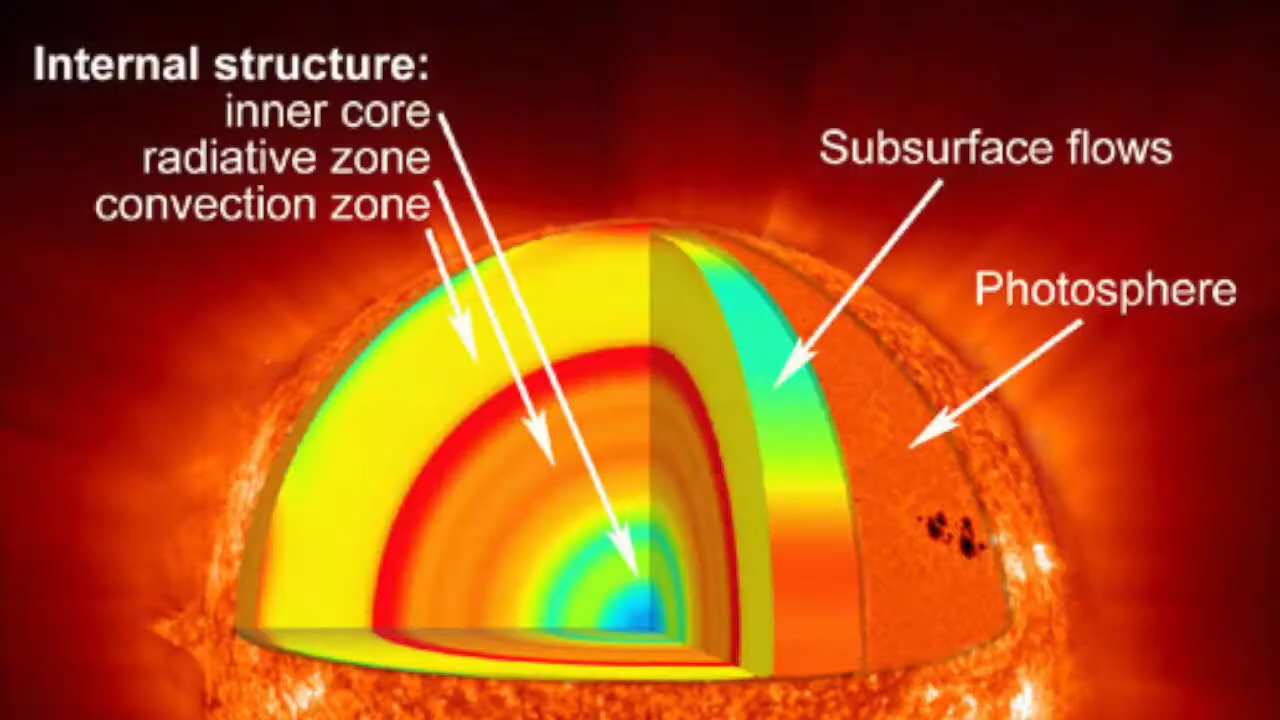 Internal structure:
inner core
radiative zone
convection zone
Subsurface flows
Photosphere